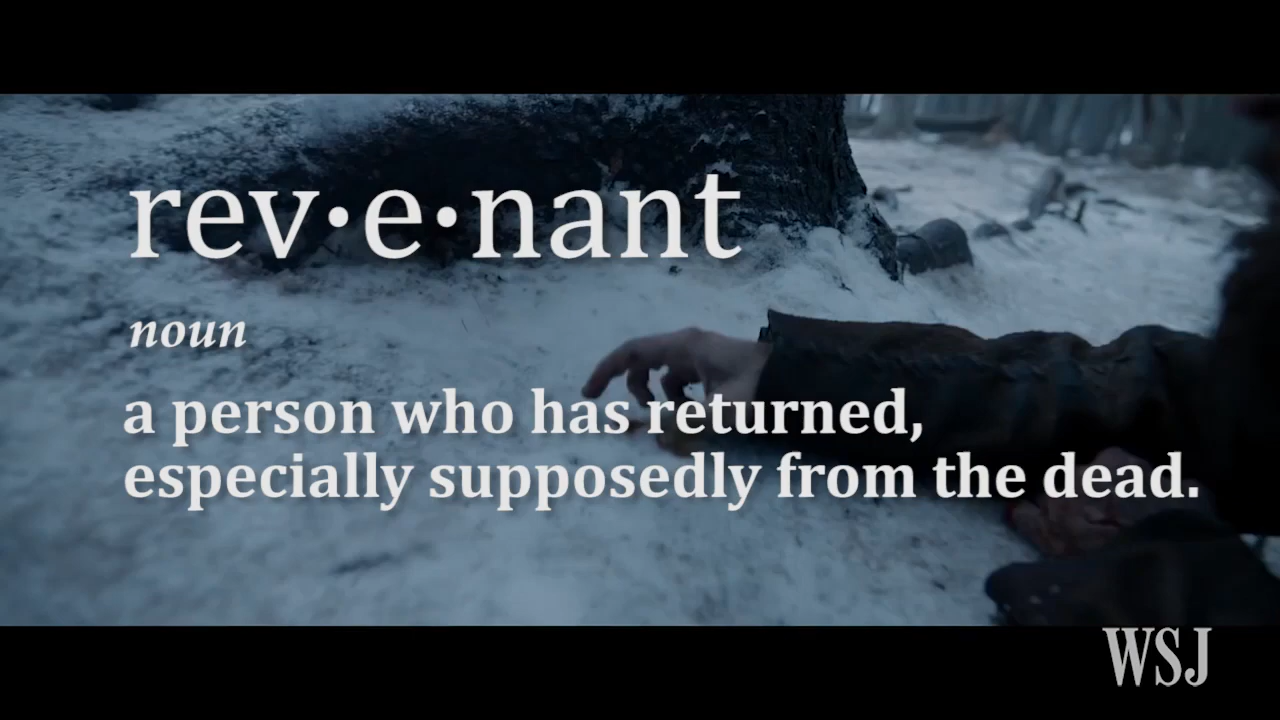 rev·e·nant
noun
a person who has returned,
especially supposedly from the dead.
WSJ